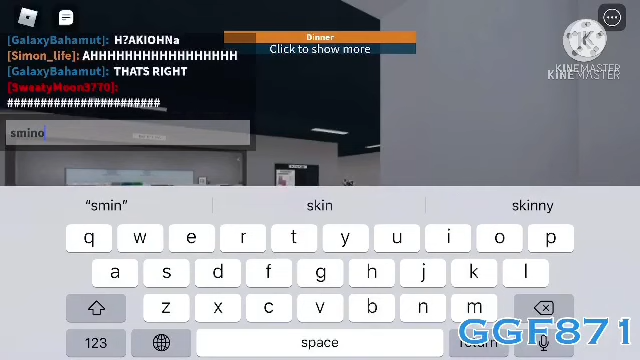 [GalaxyBahamut]: H?AKIOHNa
[Simon_life]: AHHHHHHHHHHHHHHHHH
[GalaxyBahamut]: THATS RIGHT
[SweatyMoon3770]:
#######################
smino
Dinner
Click to show more
KINEMASTER
KINEMASTER
“smin” skin skinny
q w e r t y u i o p
a s d f g h j k l
z x c v b n m
123 space return
GGF871